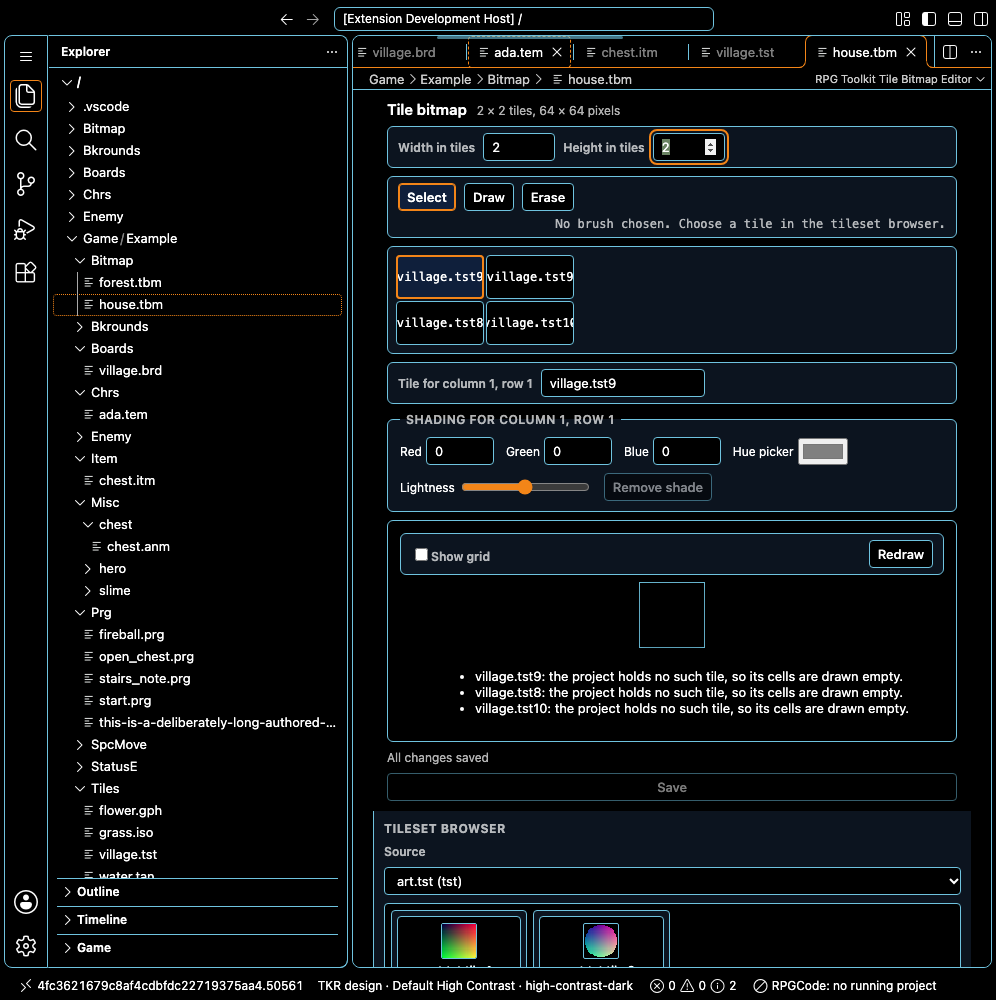 [Extension Development Host] /
Explorer
/
.vscode
Bitmap
Bkrounds
Boards
Chrs
Enemy
Game/Example
Bitmap
forest.tbm
house.tbm
Bkrounds
Boards
village.brd
Chrs
ada.tem
Enemy
Item
chest.itm
Misc
chest
chest.anm
hero
slime
Prg
fireball.prg
open_chest.prg
stairs_note.prg
start.prg
this-is-a-deliberately-long-authored-...
SpcMove
StatusE
Tiles
flower.gph
grass.iso
village.tst
water.tan
Outline
Timeline
Game
village.brd ada.tem chest.itm village.tst house.tbm
Game > Example > Bitmap > house.tbm RPG Toolkit Tile Bitmap Editor
Tile bitmap 2 × 2 tiles, 64 × 64 pixels
Width in tiles 2 Height in tiles 2
Select Draw Erase
No brush chosen. Choose a tile in the tileset browser.
village.tst9 village.tst9
village.tst8 village.tst10
Tile for column 1, row 1 village.tst9
SHADING FOR COLUMN 1, ROW 1
Red 0 Green 0 Blue 0 Hue picker
Lightness Remove shade
Show grid Redraw
• village.tst9: the project holds no such tile, so its cells are drawn empty.
• village.tst8: the project holds no such tile, so its cells are drawn empty.
• village.tst10: the project holds no such tile, so its cells are drawn empty.
All changes saved
Save
TILESET BROWSER
Source
art.tst (tst)
4fc3621679c8af4cdbfdc22719375aa4.50561 TKR design · Default High Contrast · high-contrast-dark 0 0 2 RPGCode: no running project